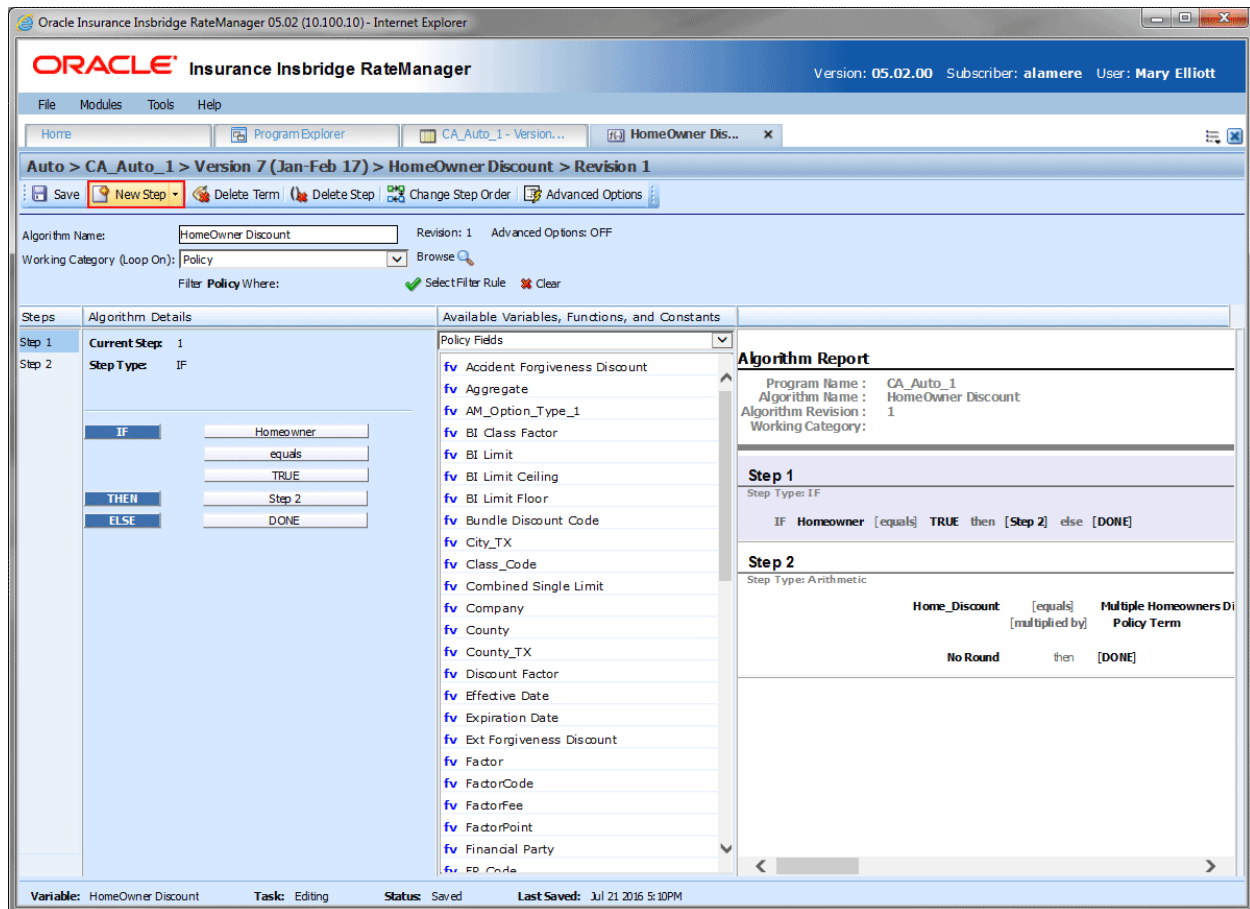 Oracle Insurance Insbridge RateManager 05.02 (10.100.10) - Internet Explorer
ORACLE Insurance Insbridge RateManager
Version: 05.02.00 Subscriber: alamere User: Mary Elliott
File Modules Tools Help
Home Program Explorer CA_Auto_1 - Version... HomeOwner Dis... x
Auto > CA_Auto_1 > Version 7 (Jan-Feb 17) > HomeOwner Discount > Revision 1
Save New Step Delete Term Delete Step Change Step Order Advanced Options
Algorithm Name: HomeOwner Discount Revision: 1 Advanced Options: OFF
Working Category (Loop On): Policy Browse
Filter Policy Where: Select Filter Rule Clear
Steps Algorithm Details Available Variables, Functions, and Constants
Step 1
Step 2
Current Step: 1
Step Type: IF
IF Homeowner
equals
TRUE
THEN Step 2
ELSE DONE
Policy Fields
fv Accident Forgiveness Discount
fv Aggregate
fv AM_Option_Type_1
fv BI Class Factor
fv BI Limit
fv BI Limit Ceiling
fv BI Limit Floor
fv Bundle Discount Code
fv City_TX
fv Class_Code
fv Combined Single Limit
fv Company
fv County
fv County_TX
fv Discount Factor
fv Effective Date
fv Expiration Date
fv Ext Forgiveness Discount
fv Factor
fv FactorCode
fv FactorFee
fv FactorPoint
fv Financial Party
fv FR Code
Algorithm Report
Program Name : CA_Auto_1
Algorithm Name : HomeOwner Discount
Algorithm Revision : 1
Working Category:
Step 1
Step Type: IF
IF Homeowner [equals] TRUE then [Step 2] else [DONE]
Step 2
Step Type: Arithmetic
Home_Discount [equals] Multiple Homeowners Di
[multiplied by] Policy Term
No Round then [DONE]
Variable: HomeOwner Discount Task: Editing Status: Saved Last Saved: Jul 21 2016 5:10PM